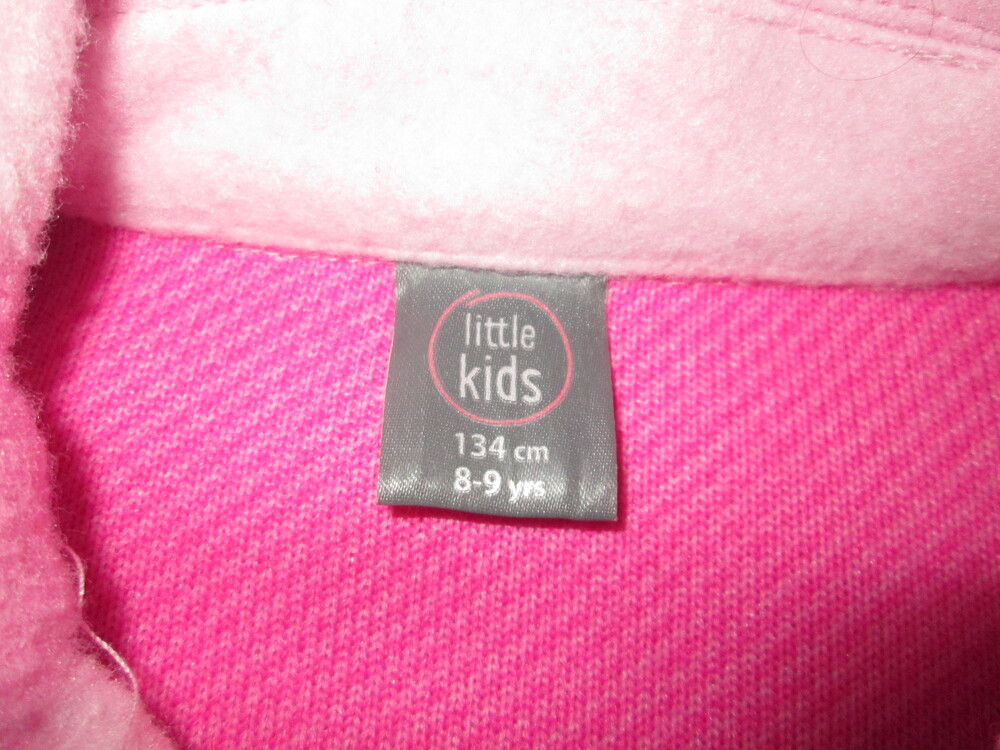 little
kids
134 cm
8-9 yrs